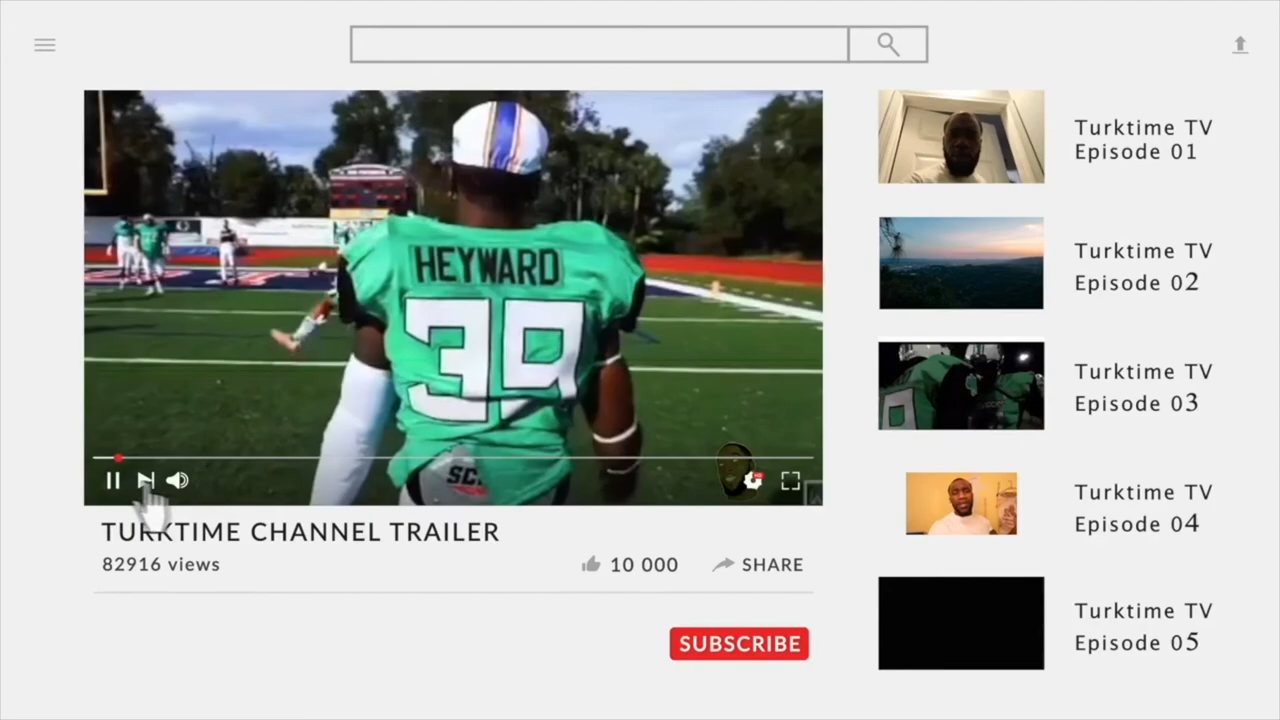 HEYWARD
39
TURKTIME CHANNEL TRAILER
82916 views
10 000
SHARE
SUBSCRIBE
Turktime TV
Episode 01
Turktime TV
Episode 02
Turktime TV
Episode 03
Turktime TV
Episode 04
Turktime TV
Episode 05